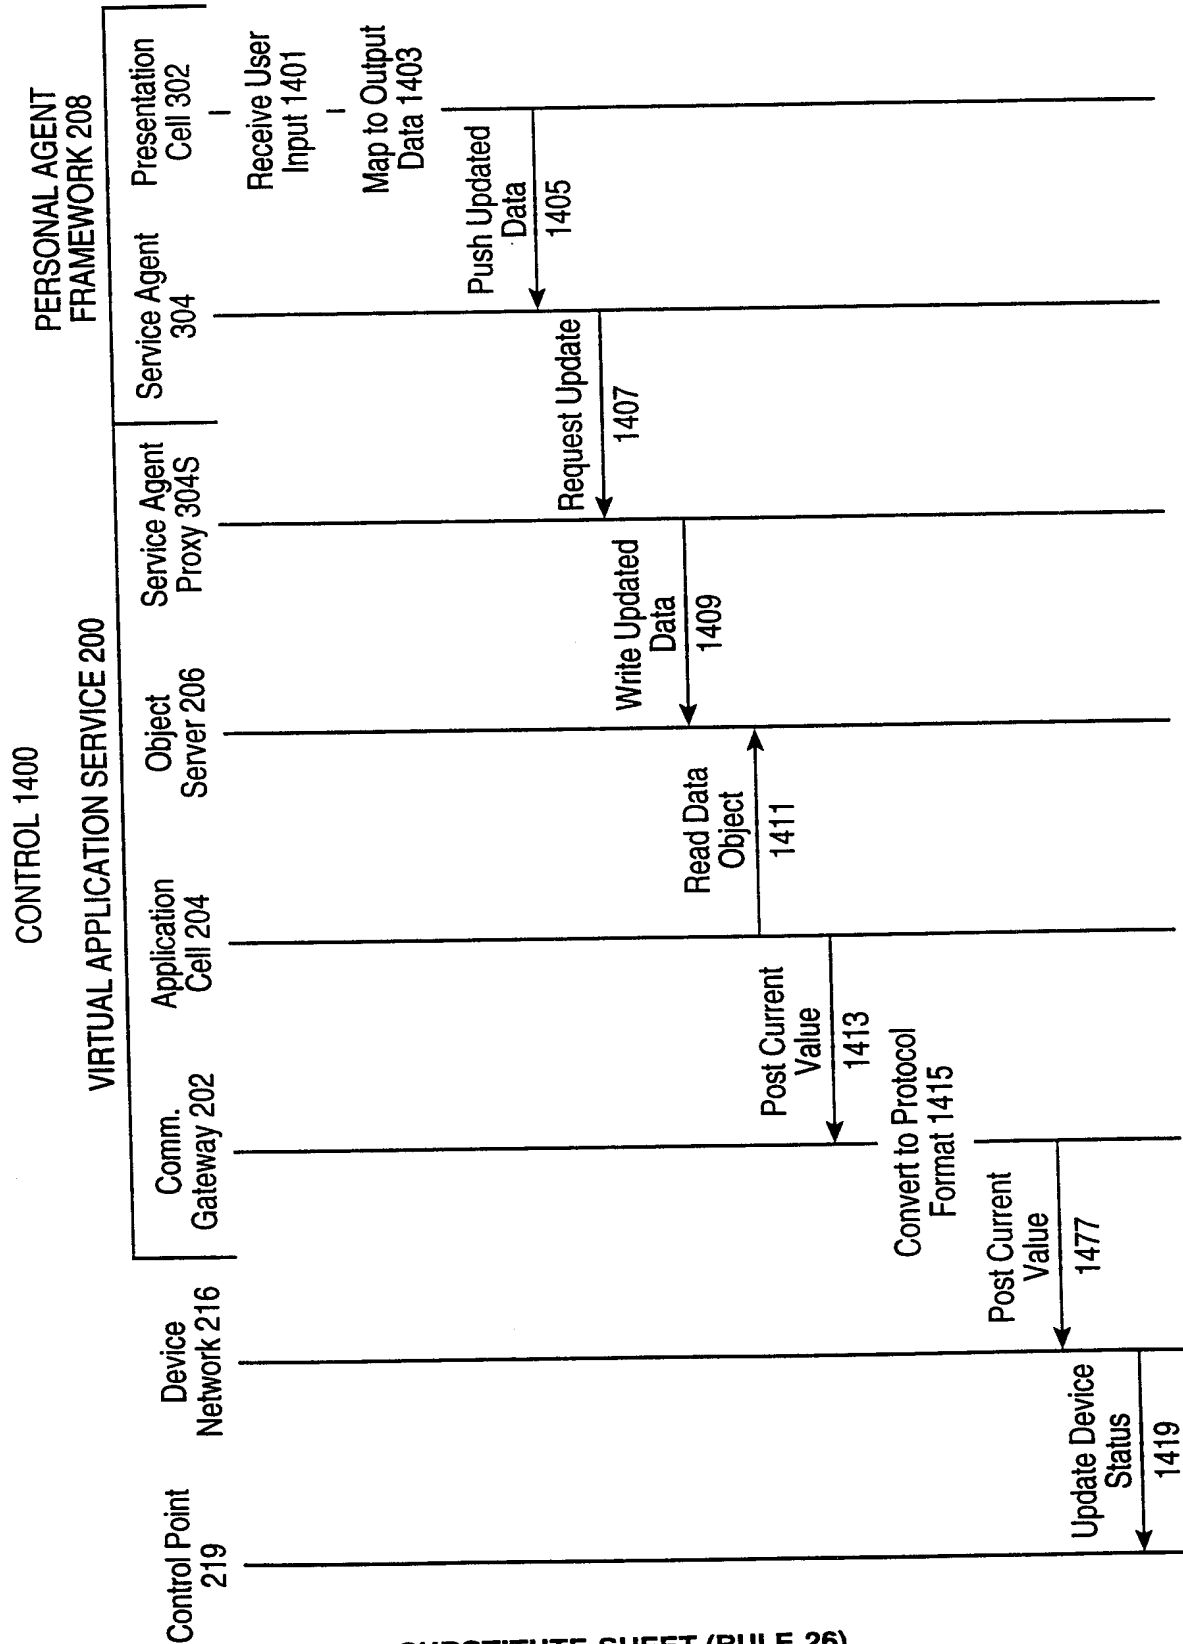 CONTROL 1400
VIRTUAL APPLICATION SERVICE 200
PERSONAL AGENT
FRAMEWORK 208
Control Point
219
Device
Network 216
Comm.
Gateway 202
Application
Cell 204
Object
Server 206
Service Agent
Proxy 304S
Service Agent
304
Presentation
Cell 302
Receive User
Input 1401
Map to Output
Data 1403
Push Updated
Data
1405
Request Update
1407
Write Updated
Data
1409
Read Data
Object
1411
Post Current
Value
1413
Convert to Protocol
Format 1415
Post Current
Value
1477
Update Device
Status
1419
SUBSTITUTE SHEET (RULE 26)